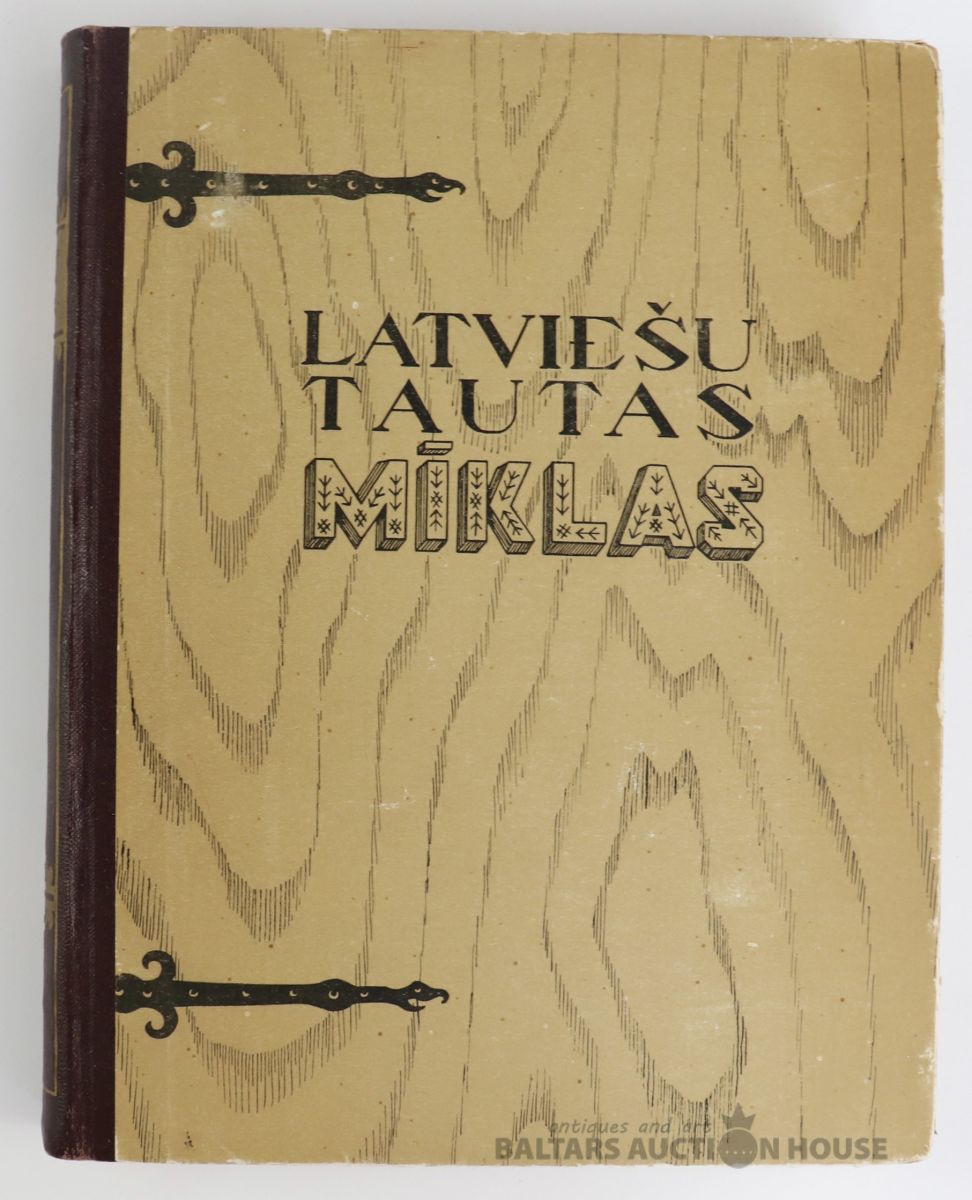 LATVIEŠU
TAUTAS
MĪKLAS
antiques and art
BALTARS AUCTION HOUSE